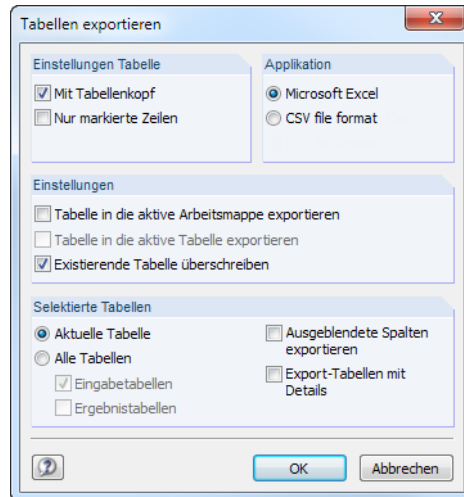 Tabellen exportieren
Einstellungen Tabelle
Mit Tabellenkopf
Nur markierte Zeilen
Applikation
Microsoft Excel
CSV file format
Einstellungen
Tabelle in die aktive Arbeitsmappe exportieren
Tabelle in die aktive Tabelle exportieren
Existierende Tabelle überschreiben
Selektierte Tabellen
Aktuelle Tabelle
Alle Tabellen
Eingabetabellen
Ergebnistabellen
Ausgeblendete Spalten
exportieren
Export-Tabellen mit
Details
OK
Abbrechen